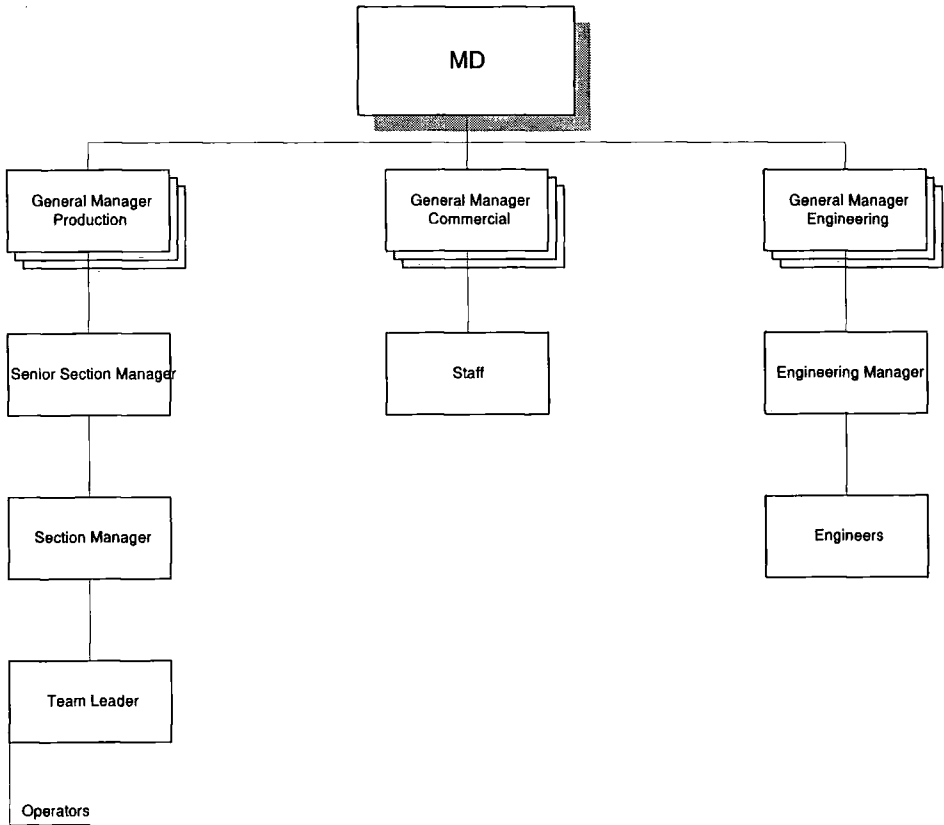 MD
General Manager
Production
General Manager
Commercial
General Manager
Engineering
Senior Section Manager
Staff
Engineering Manager
Section Manager
Engineers
Team Leader
Operators